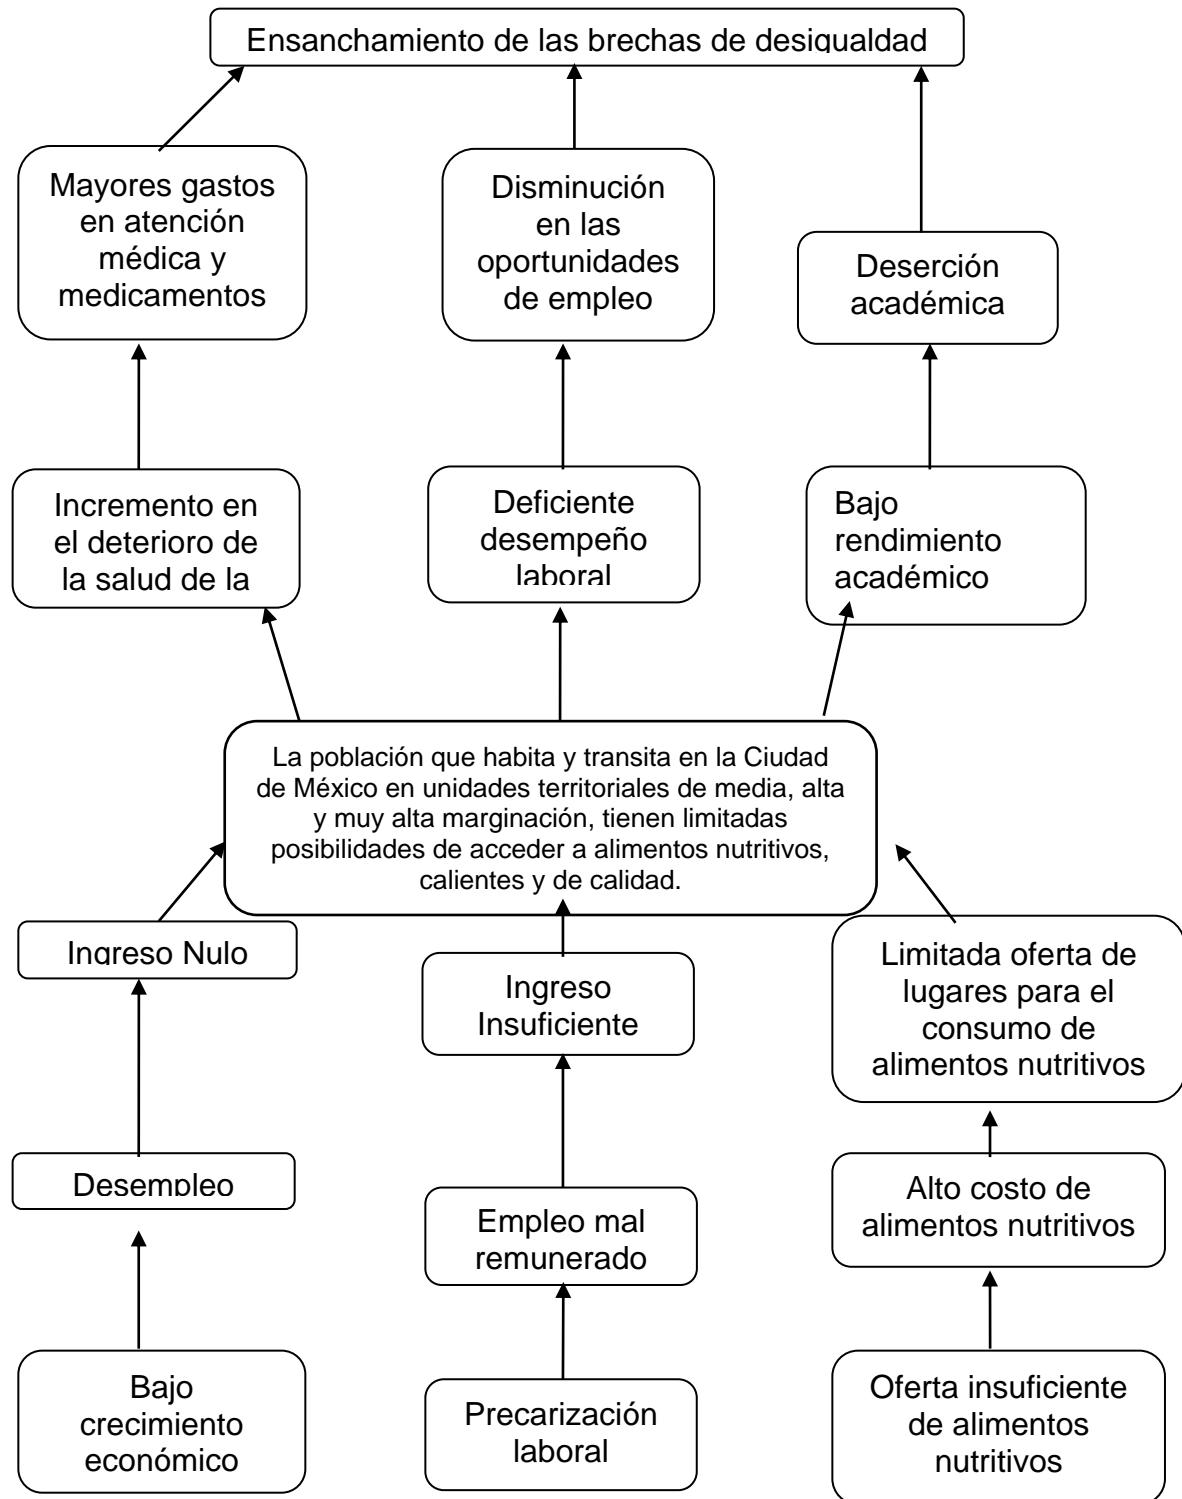 Ensanchamiento de las brechas de desigualdad
Mayores gastos
en atención
médica y
medicamentos
Disminución
en las
oportunidades
de empleo
Deserción
académica
Incremento en
el deterioro de
la salud de la
Deficiente
desempeño
laboral
Bajo
rendimiento
académico
La población que habita y transita en la Ciudad
de México en unidades territoriales de media, alta
y muy alta marginación, tienen limitadas
posibilidades de acceder a alimentos nutritivos,
calientes y de calidad.
Ingreso Nulo
Ingreso
Insuficiente
Limitada oferta de
lugares para el
consumo de
alimentos nutritivos
Desempleo
Empleo mal
remunerado
Alto costo de
alimentos nutritivos
Bajo
crecimiento
económico
Precarización
laboral
Oferta insuficiente
de alimentos
nutritivos